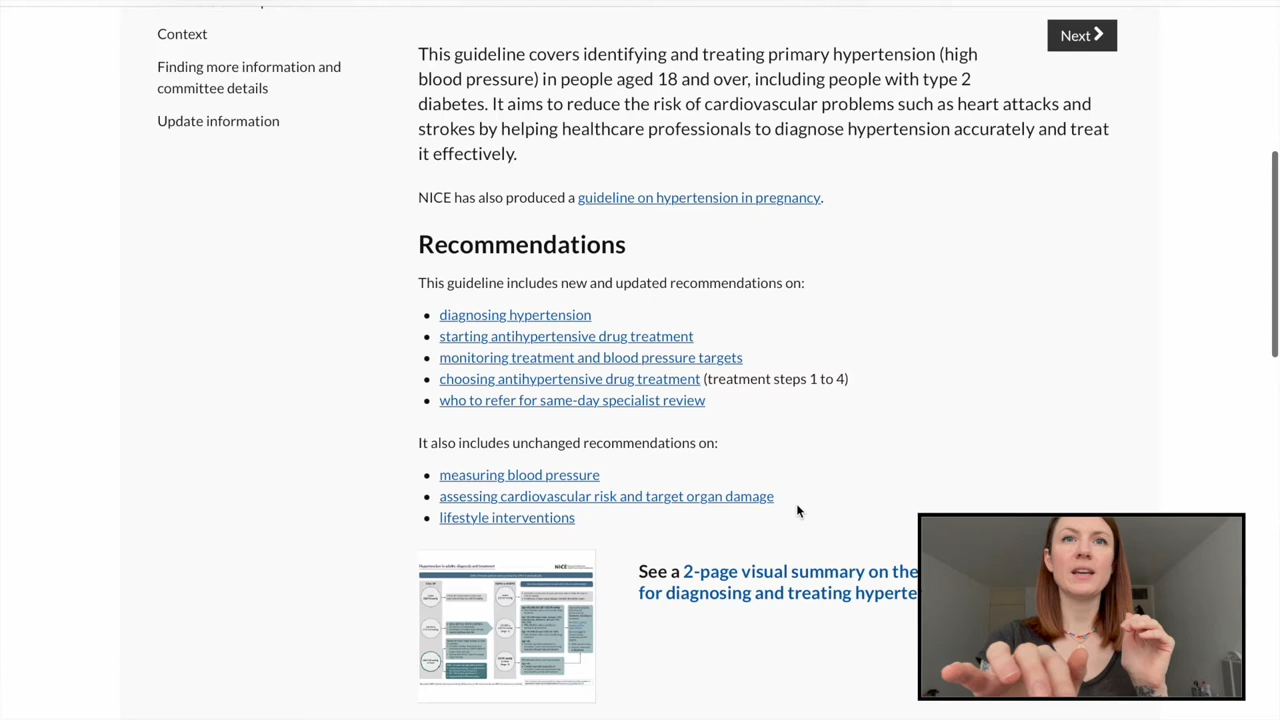 Context
Finding more information and
committee details
Update information
Next
This guideline covers identifying and treating primary hypertension (high
blood pressure) in people aged 18 and over, including people with type 2
diabetes. It aims to reduce the risk of cardiovascular problems such as heart attacks and
strokes by helping healthcare professionals to diagnose hypertension accurately and treat
it effectively.
NICE has also produced a guideline on hypertension in pregnancy.
Recommendations
This guideline includes new and updated recommendations on:
• diagnosing hypertension
• starting antihypertensive drug treatment
• monitoring treatment and blood pressure targets
• choosing antihypertensive drug treatment (treatment steps 1 to 4)
• who to refer for same-day specialist review
It also includes unchanged recommendations on:
• measuring blood pressure
• assessing cardiovascular risk and target organ damage
• lifestyle interventions
NICE
See a 2-page visual summary on the
for diagnosing and treating hyperte